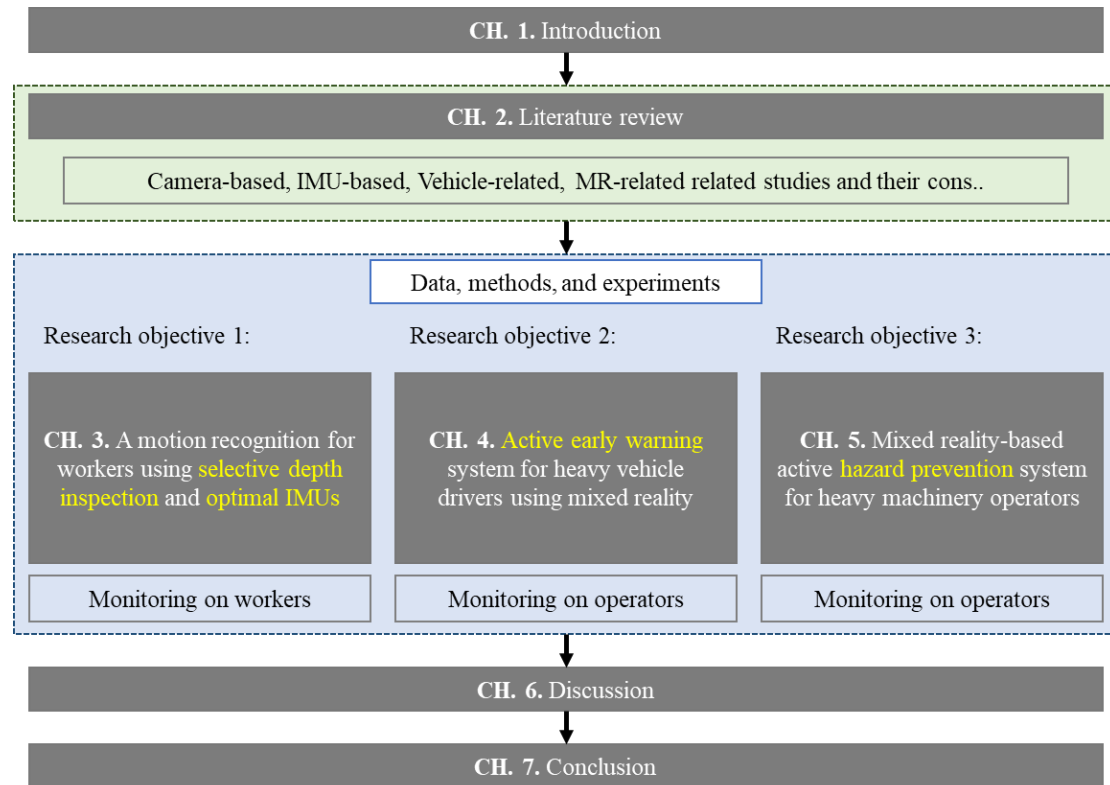 CH. 1. Introduction
CH. 2. Literature review
Camera-based, IMU-based, Vehicle-related, MR-related related studies and their cons..
Data, methods, and experiments
Research objective 1:
CH. 3. A motion recognition for
workers using selective depth
inspection and optimal IMUs
Monitoring on workers
Research objective 2:
CH. 4. Active early warning
system for heavy vehicle
drivers using mixed reality
Monitoring on operators
Research objective 3:
CH. 5. Mixed reality-based
active hazard prevention system
for heavy machinery operators
Monitoring on operators
CH. 6. Discussion
CH. 7. Conclusion